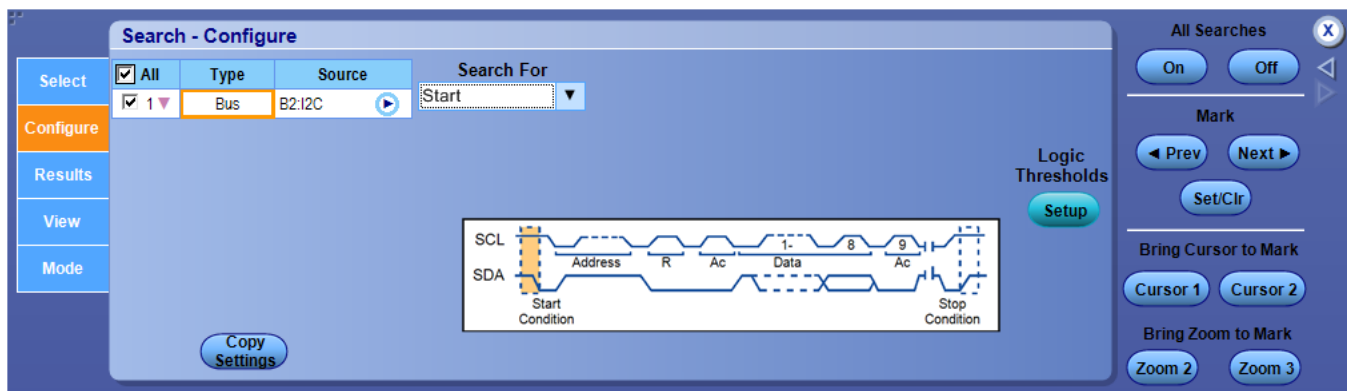 Search - Configure
Select
Configure
Results
View
Mode
All Type Source
1 Bus B2:I2C
Search For
Start
Logic
Thresholds
Setup
SCL
Address R Ac 1- Data 8 9 Ac
SDA
Start
Condition
Stop
Condition
Copy
Settings
All Searches
X
On Off
Mark
◄ Prev Next ►
Set/Clr
Bring Cursor to Mark
Cursor 1 Cursor 2
Bring Zoom to Mark
Zoom 2 Zoom 3